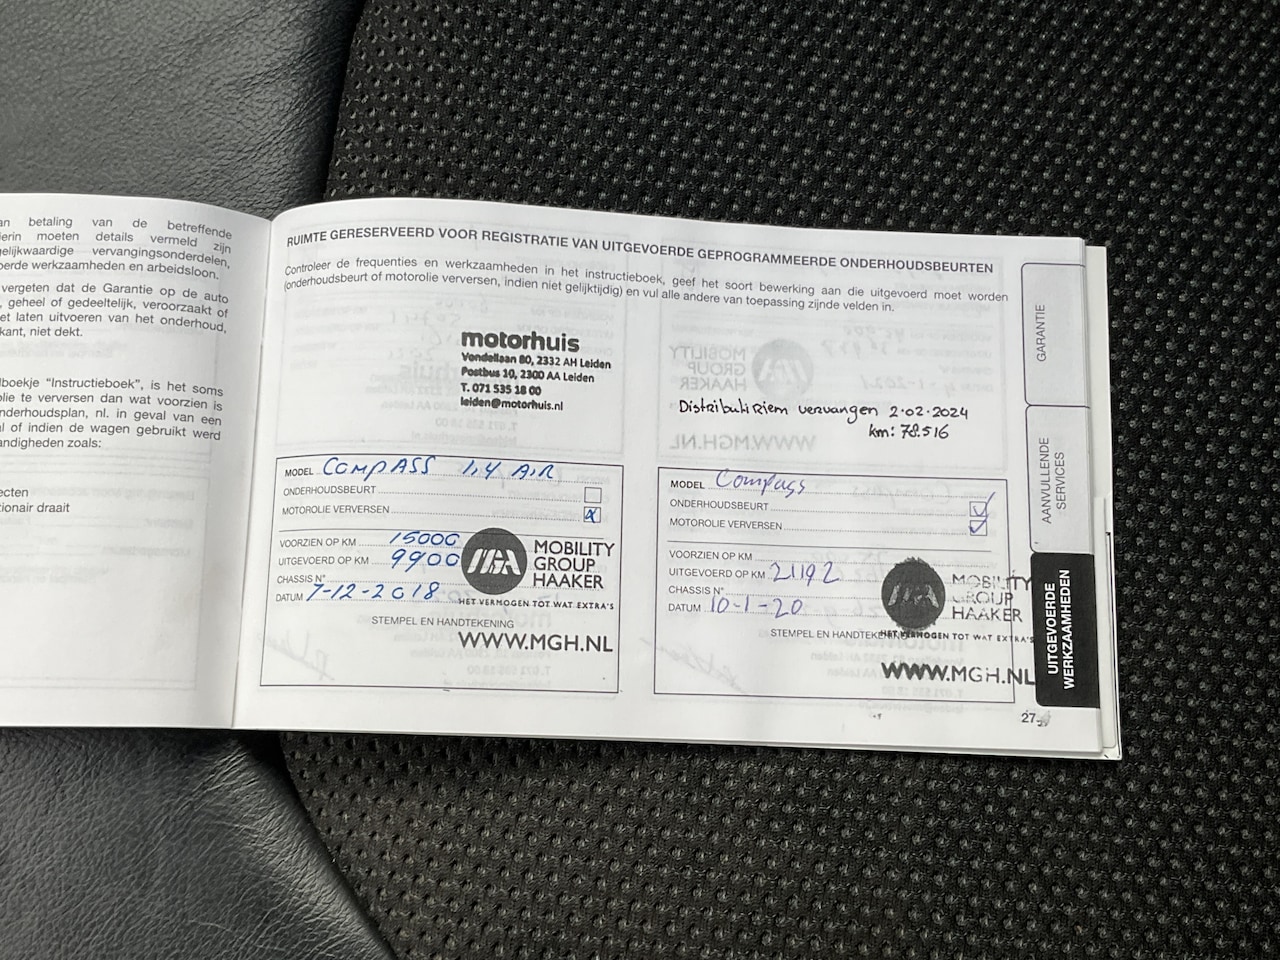 an betaling van de betreffende
ierin moeten details vermeld zijn
gelijkwaardige vervangingsonderdelen,
oerde werkzaamheden en arbeidsloon.
vergeten dat de Garantie op de auto
, geheel of gedeeltelijk, veroorzaakt of
et laten uitvoeren van het onderhoud,
kant, niet dekt.
boekje “Instructieboek”, is het soms
olie te verversen dan wat voorzien is
nderhoudsplan, nl. in geval van een
al of indien de wagen gebruikt werd
andigheden zoals:
ecten
tionair draait
RUIMTE GERESERVEERD VOOR REGISTRATIE VAN UITGEVOERDE GEPROGRAMMEERDE ONDERHOUDSBEURTEN
Controleer de frequenties en werkzaamheden in het instructieboek, geef het soort bewerking aan die uitgevoerd moet worden
(onderhoudsbeurt of motorolie verversen, indien niet gelijktijdig) en vul alle andere van toepassing zijnde velden in.
motorhuis
Vondellaan 80, 2332 AH Leiden
Postbus 10, 2300 AA Leiden
T. 071 535 18 00
leiden@motorhuis.nl
MODEL COMPASS 1,4 AIR
ONDERHOUDSBEURT
MOTOROLIE VERVERSEN
VOORZIEN OP KM 15000
UITGEVOERD OP KM 9900
CHASSIS N°
DATUM 7-12-2018
STEMPEL EN HANDTEKENING
MOBILITY
GROUP
HAAKER
HET VERMOGEN TOT WAT EXTRA'S
WWW.MGH.NL
Distributi Riem vervangen 2-02-2024
km: 78.516
MODEL Compass
ONDERHOUDSBEURT
MOTOROLIE VERVERSEN
VOORZIEN OP KM
UITGEVOERD OP KM 21192
CHASSIS N°
DATUM 10-1-20
STEMPEL EN HANDTEKENING
MOBILITY
GROUP
HAAKER
HET VERMOGEN TOT WAT EXTRA'S
WWW.MGH.NL
27
GARANTIE
AANVULLENDE
SERVICES
UITGEVOERDE
WERKZAAMHEDEN